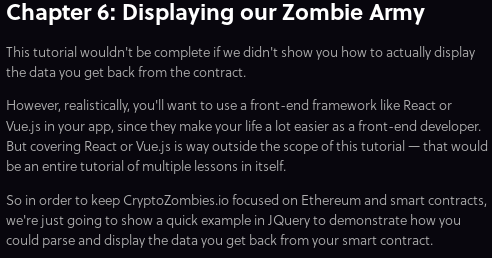 Chapter 6: Displaying our Zombie Army
This tutorial wouldn't be complete if we didn't show you how to actually display
the data you get back from the contract.
However, realistically, you'll want to use a front-end framework like React or
Vue.js in your app, since they make your life a lot easier as a front-end developer.
But covering React or Vue.js is way outside the scope of this tutorial — that would
be an entire tutorial of multiple lessons in itself.
So in order to keep CryptoZombies.io focused on Ethereum and smart contracts,
we're just going to show a quick example in JQuery to demonstrate how you
could parse and display the data you get back from your smart contract.